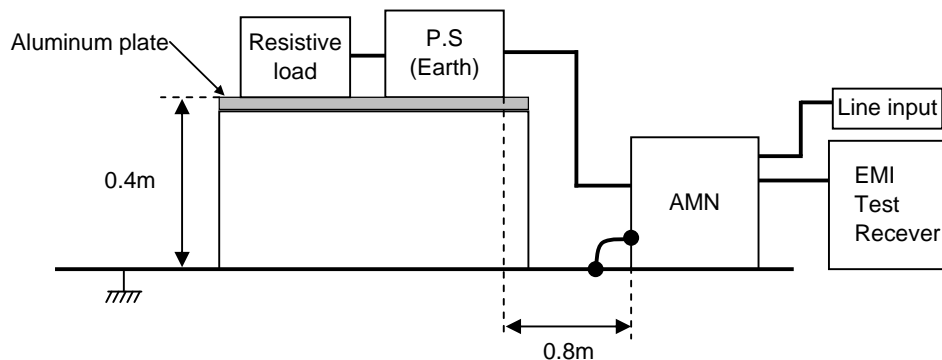 Aluminum plate
Resistive
load
P.S
(Earth)
Line input
0.4m
AMN
EMI
Test
Recever
0.8m